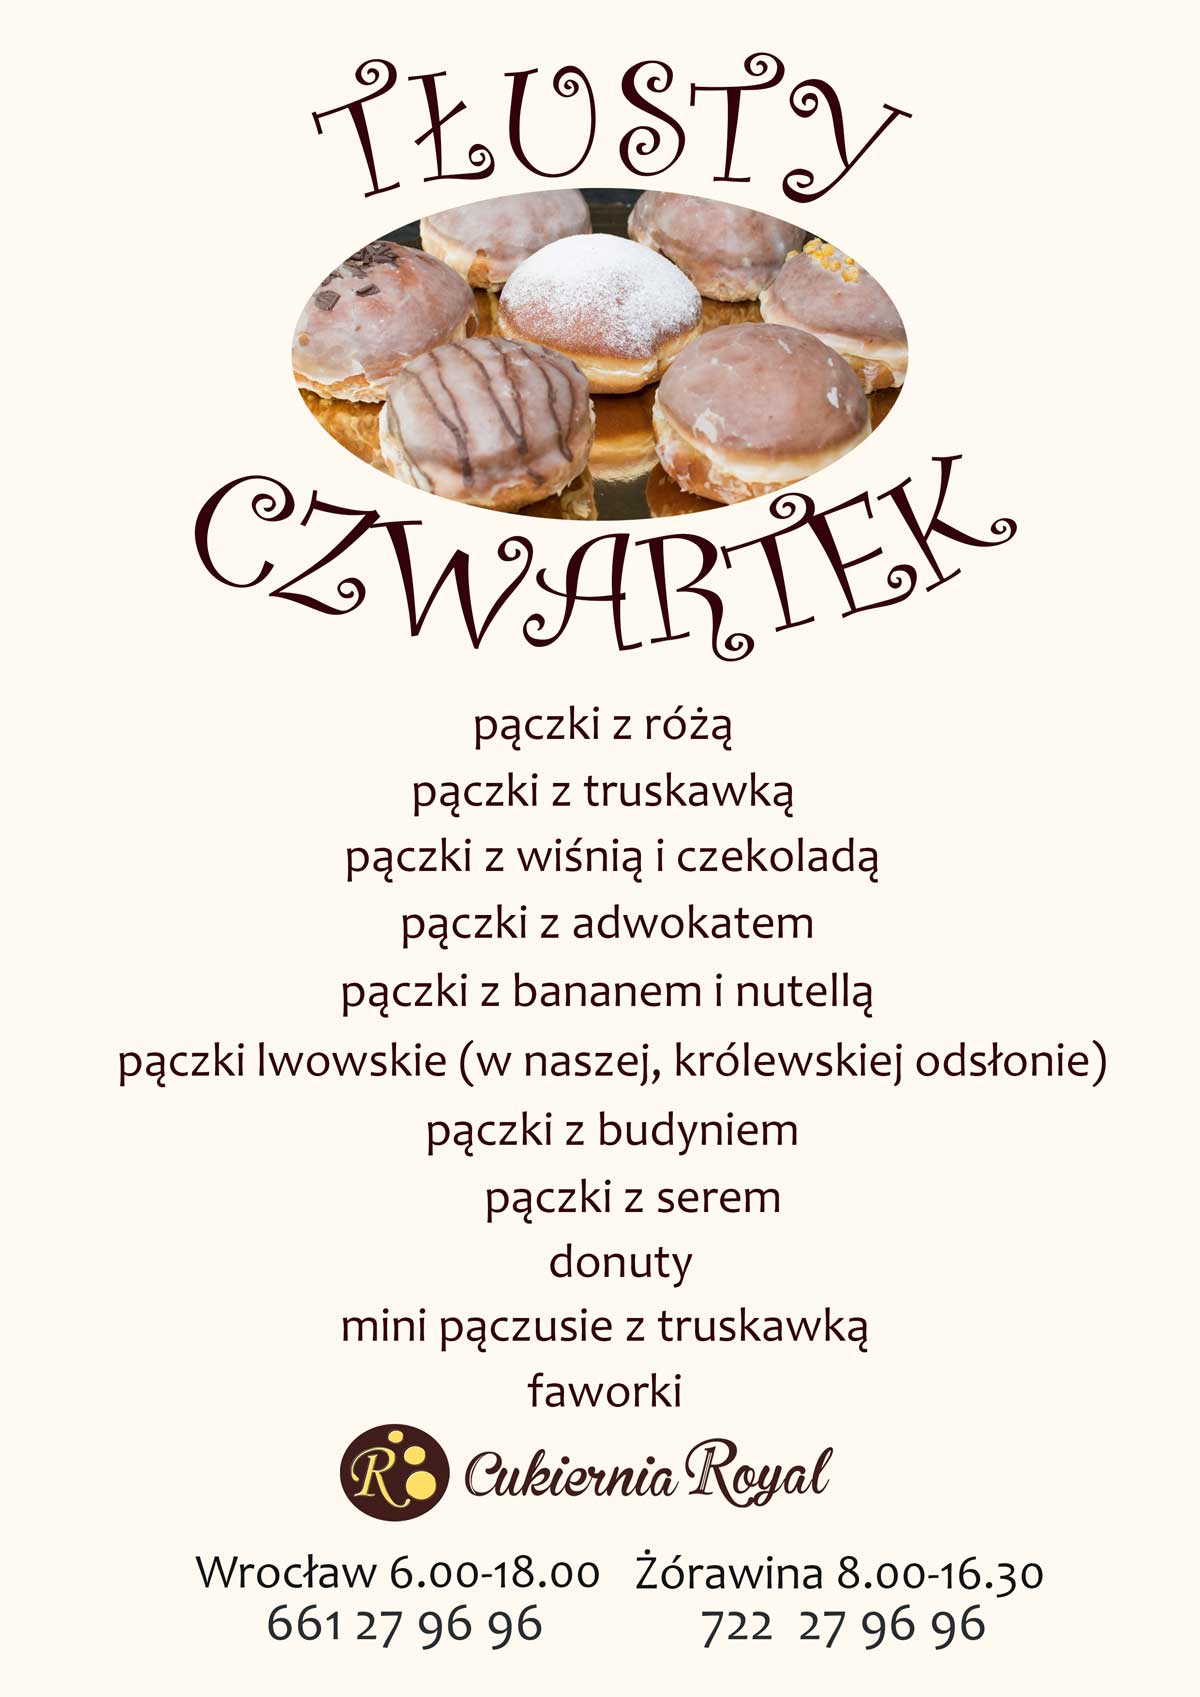 TŁUSTY
CZWARTEK
pączki z różą
pączki z truskawką
pączki z wiśnią i czekoladą
pączki z adwokatem
pączki z bananem i nutellą
pączki lwowskie (w naszej, królewskiej odsłonie)
pączki z budyniem
pączki z serem
donuty
mini pączusie z truskawką
faworki
R Cukiernia Royal
Wrocław 6.00-18.00 Żórawina 8.00-16.30
661 27 96 96 722 27 96 96